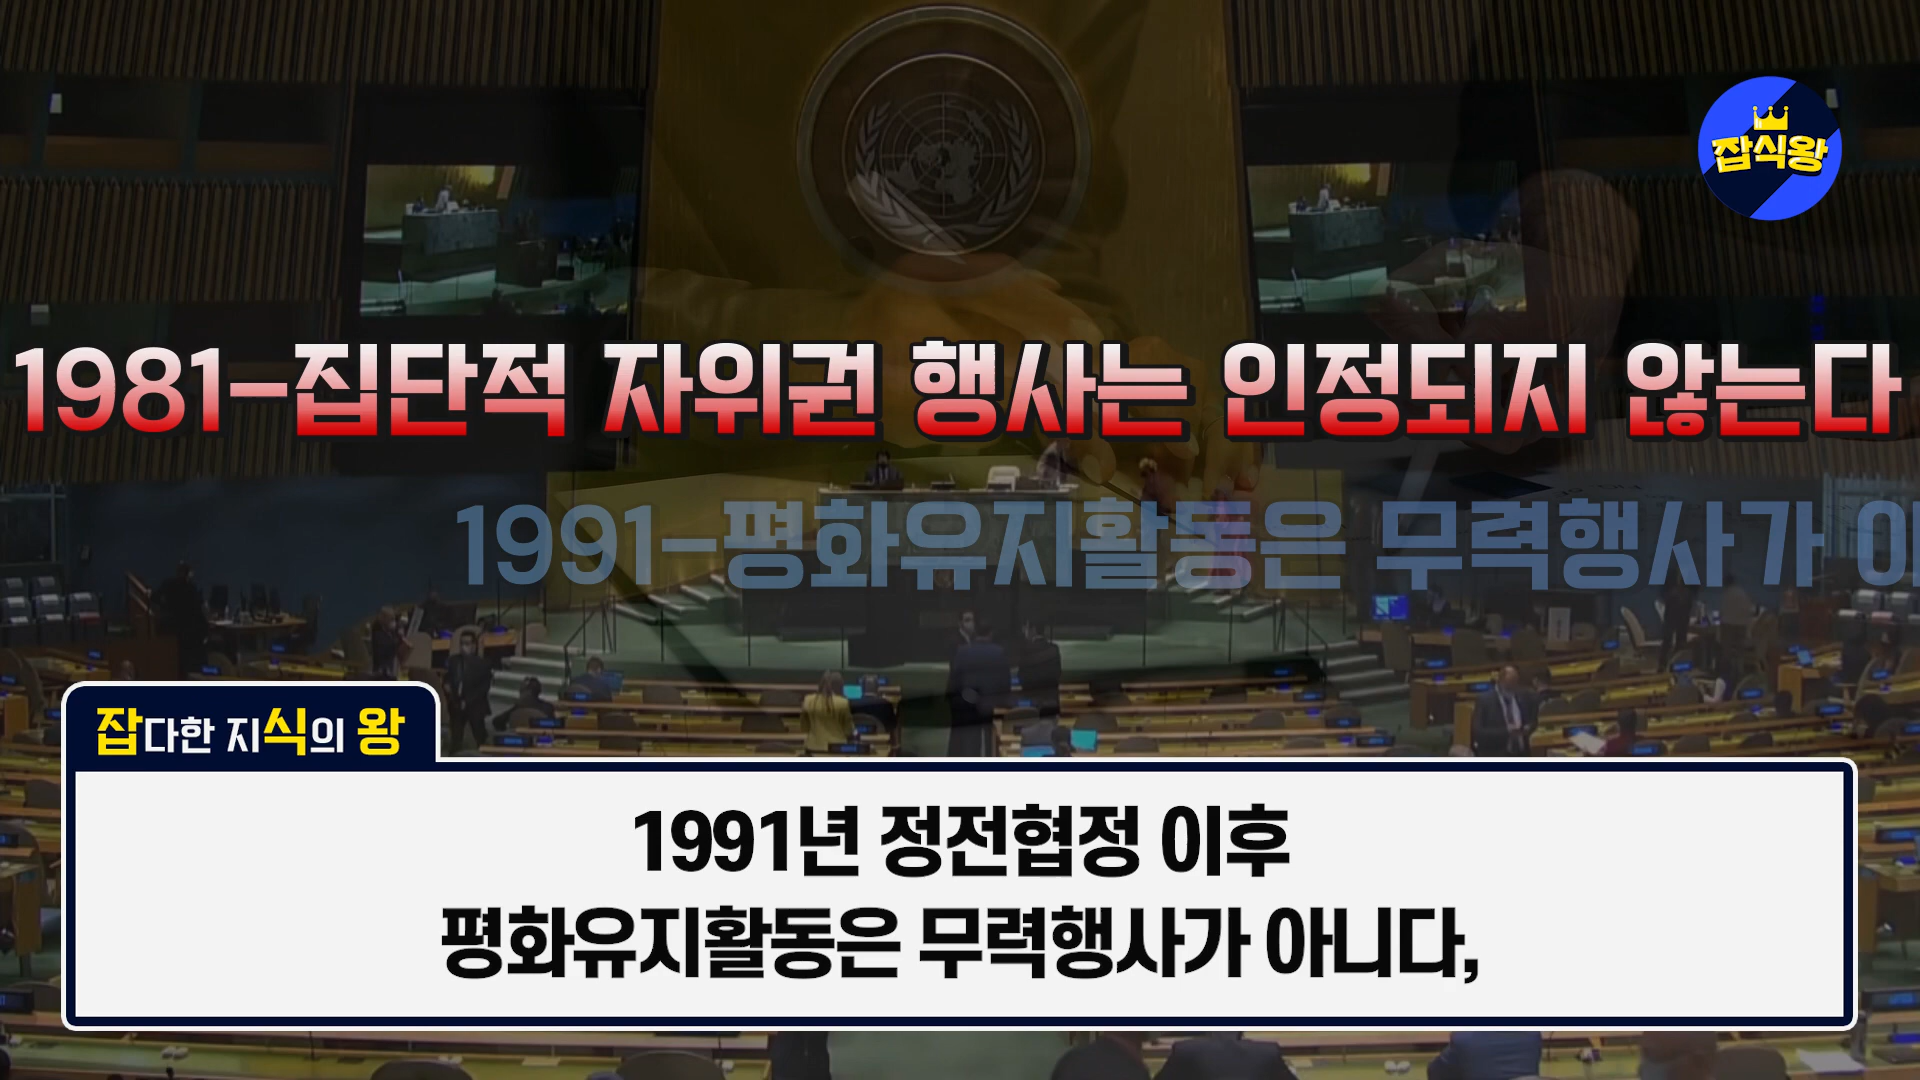 잡식왕
1981-집단적 자위권 행사는 인정되지 않는다
1991-평화유지활동은 무력행사가
잡다한 지식의 왕
1991년 정전협정 이후
평화유지활동은 무력행사가 아니다,